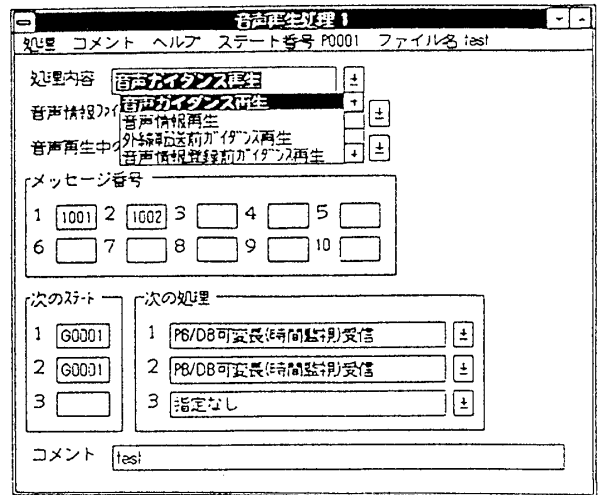 音声再生処理 1
処理 コメント ヘルプ ステート番号 P0001 ファイル名 test
処理内容 音声ガイダンス再生
音声ガイダンス再生
音声情報ファイ
音声情報再生
外線転送前ガイダンス再生
音声再生中の
音声情報登録前ガイダンス再生
メッセージ番号
1 1001 2 1002 3 4 5
6 7 8 9 10
次のステート 次の処理
1 G0001 1 PB/DB可変長(時間監視)受信
2 G0001 2 PB/DB可変長(時間監視)受信
3 3 指定なし
コメント test